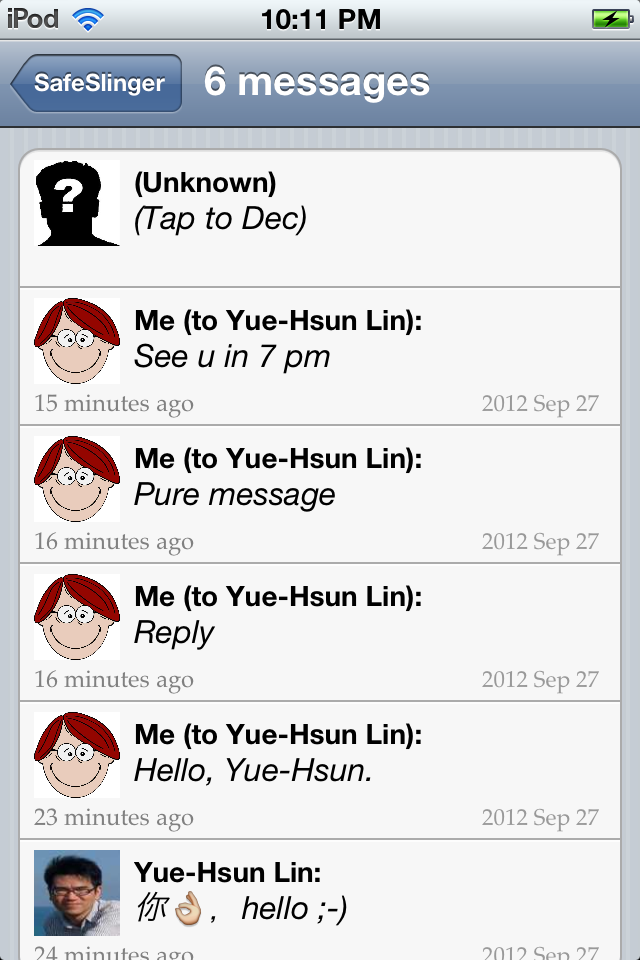 iPod 10:11 PM
SafeSlinger 6 messages
?
(Unknown)
(Tap to Dec)
Me (to Yue-Hsun Lin):
See u in 7 pm
15 minutes ago 2012 Sep 27
Me (to Yue-Hsun Lin):
Pure message
16 minutes ago 2012 Sep 27
Me (to Yue-Hsun Lin):
Reply
16 minutes ago 2012 Sep 27
Me (to Yue-Hsun Lin):
Hello, Yue-Hsun.
23 minutes ago 2012 Sep 27
Yue-Hsun Lin:
你👌，hello ;-)
24 minutes ago 2012 Sep 27